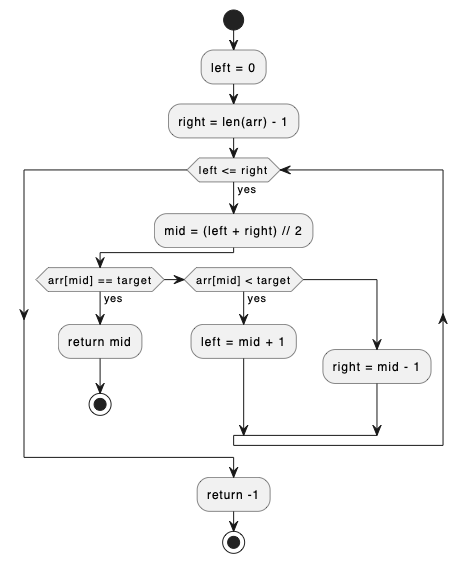 left = 0
right = len(arr) - 1
left <= right
yes
mid = (left + right) // 2
arr[mid] == target
arr[mid] < target
yes
yes
return mid
left = mid + 1
right = mid - 1
return -1